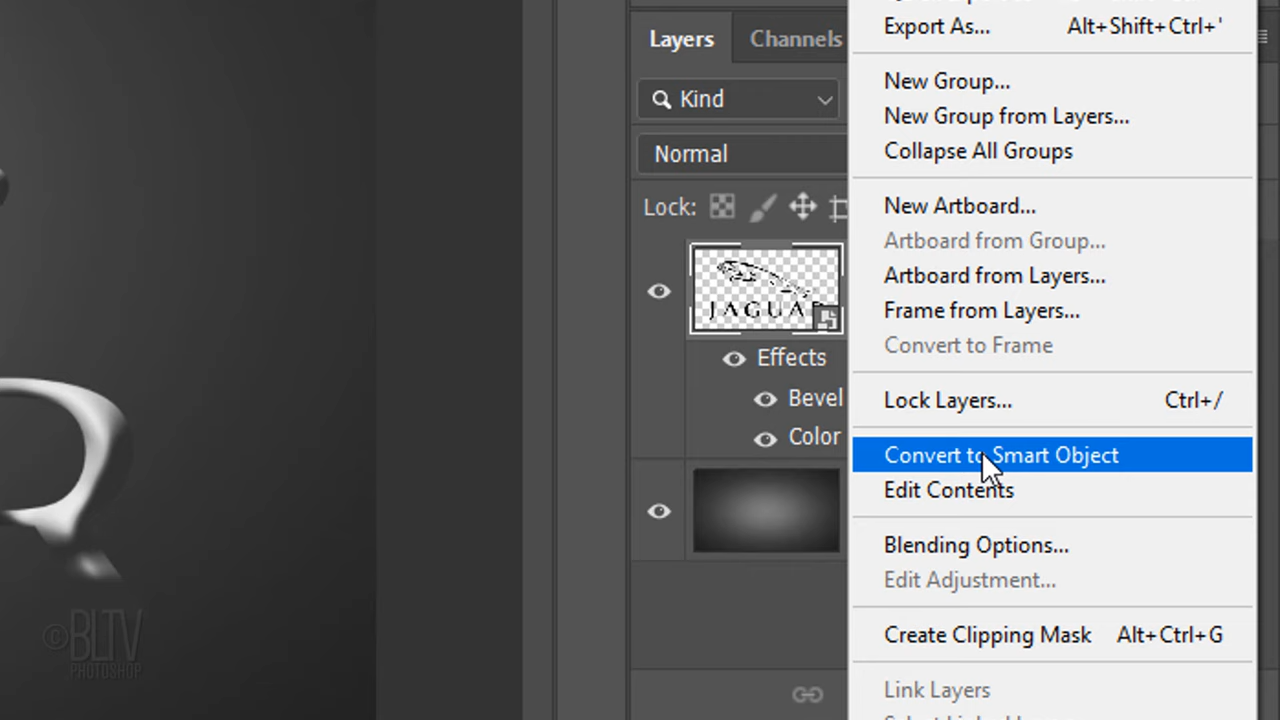 Layers
Channels
Kind
Normal
Lock:
JAGUAR
Effects
Bevel
Color
Export As...
Alt+Shift+Ctrl+'
New Group...
New Group from Layers...
Collapse All Groups
New Artboard...
Artboard from Group...
Artboard from Layers...
Frame from Layers...
Convert to Frame
Lock Layers...
Ctrl+/
Convert to Smart Object
Edit Contents
Blending Options...
Edit Adjustment...
Create Clipping Mask
Alt+Ctrl+G
Link Layers
©BLTV
PHOTOSHOP